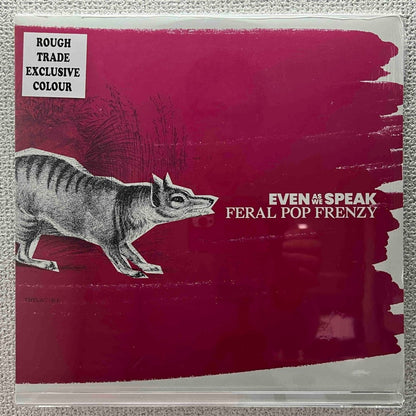 ROUGH
TRADE
EXCLUSIVE
COLOUR
EVEN AS WE SPEAK
FERAL POP FRENZY